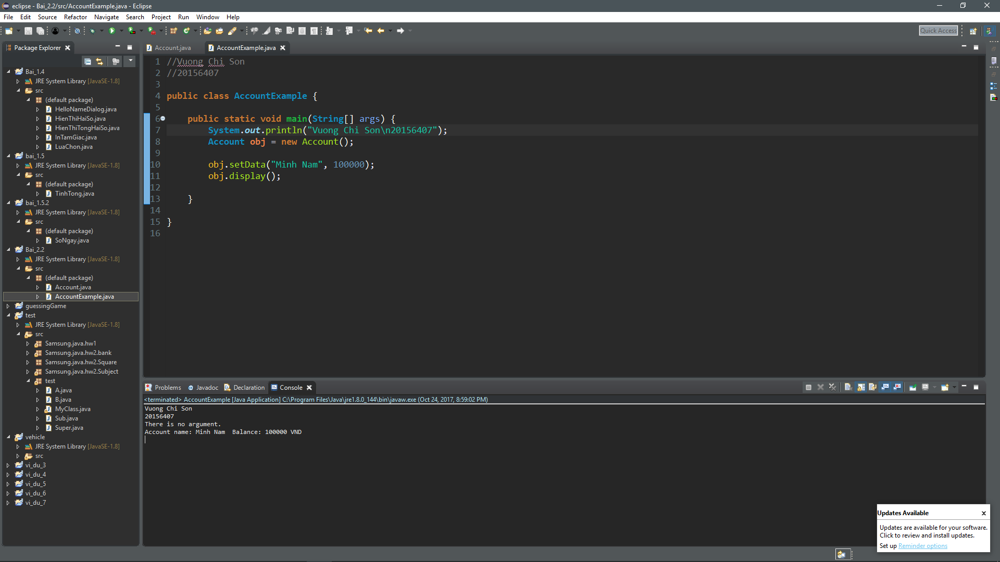 eclipse - Bai_2.2/src/AccountExample.java - Eclipse
File Edit Source Refactor Navigate Search Project Run Window Help
Quick Access
Package Explorer
Bai_1.4
JRE System Library [JavaSE-1.8]
src
(default package)
HelloNameDialog.java
HienThiHaiSo.java
HienThiTongHaiSo.java
InTamGiac.java
LuaChon.java
bai_1.5
JRE System Library [JavaSE-1.8]
src
(default package)
TinhTong.java
bai_1.5.2
JRE System Library [JavaSE-1.8]
src
(default package)
SoNgay.java
Bai_2.2
JRE System Library [JavaSE-1.8]
src
(default package)
Account.java
AccountExample.java
guessingGame
test
JRE System Library [JavaSE-1.8]
src
Samsung.java.hw1
Samsung.java.hw2.bank
Samsung.java.hw2.Square
Samsung.java.hw2.Subject
test
A.java
B.java
MyClass.java
Sub.java
Super.java
vehicle
JRE System Library [JavaSE-1.8]
src
vi_du_3
vi_du_4
vi_du_5
vi_du_6
vi_du_7
Account.java AccountExample.java
1 //Vuong Chi Son
2 //20156407
3
4 public class AccountExample {
5
6 public static void main(String[] args) {
7 System.out.println("Vuong Chi Son\n20156407");
8 Account obj = new Account();
9
10 obj.setData("Minh Nam", 100000);
11 obj.display();
12
13 }
14
15 }
16
Problems Javadoc Declaration Console
<terminated> AccountExample [Java Application] C:\Program Files\Java\jre1.8.0_144\bin\javaw.exe (Oct 24, 2017, 8:59:02 PM)
Vuong Chi Son
20156407
There is no argument.
Account name: Minh Nam  Balance: 100000 VND
Updates Available
Updates are available for your software.
Click to review and install updates.
Set up Reminder options